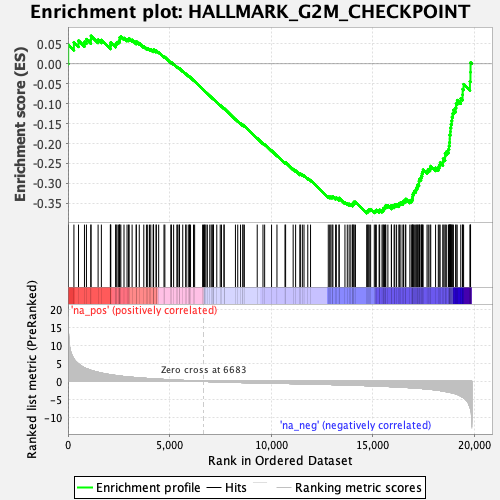 Enrichment plot: HALLMARK_G2M_CHECKPOINT
Enrichment score (ES)
0.05
0.00
-0.05
-0.10
-0.15
-0.20
-0.25
-0.30
-0.35
'na_pos' (positively correlated)
Ranked list metric (PreRanked)
20
15
10
5
0
-5
-10
Zero cross at 6683
'na_neg' (negatively correlated)
0
5,000
10,000
15,000
20,000
Rank in Ordered Dataset
Enrichment profile
Hits
Ranking metric scores